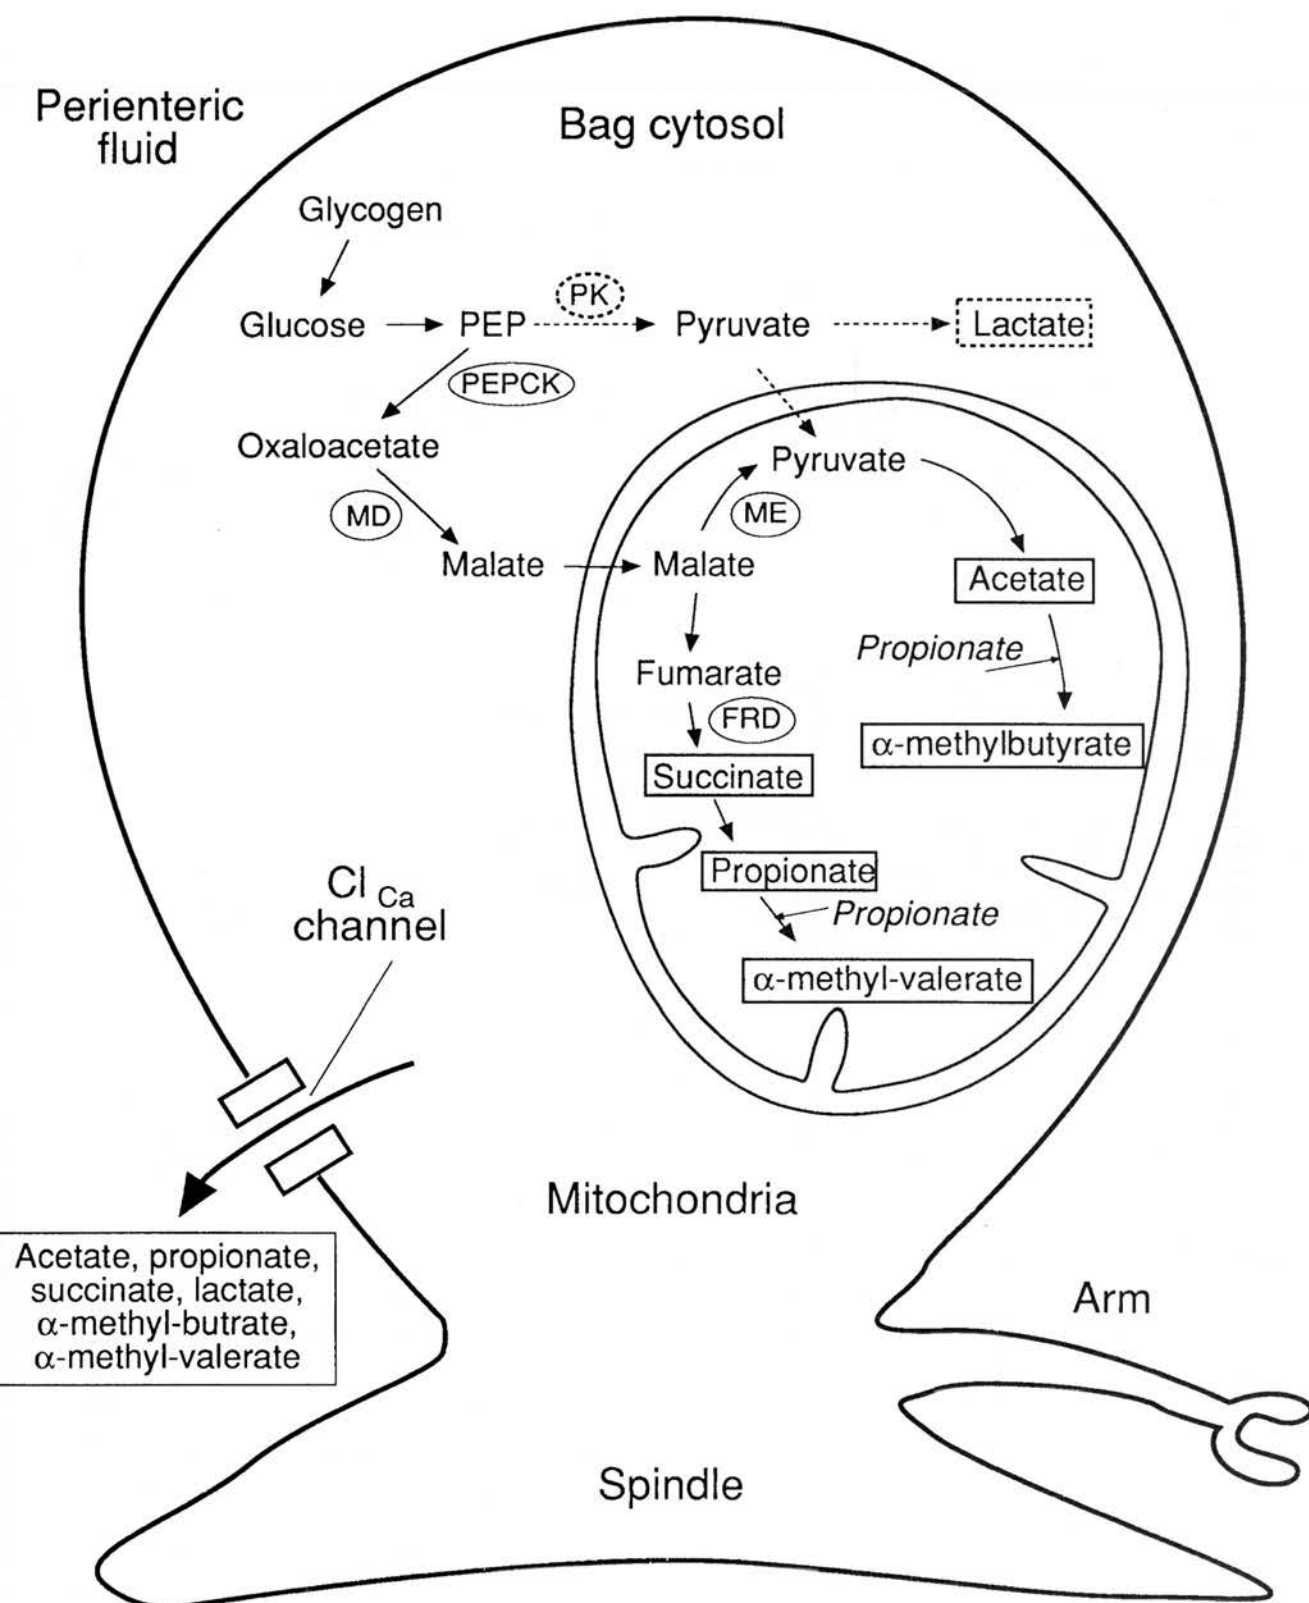 Perienteric
fluid
Bag cytosol
Glycogen
PK
Glucose
PEP
Pyruvate
Lactate
PEPCK
Oxaloacetate
Pyruvate
MD
ME
Malate
Malate
Acetate
Propionate
Fumarate
FRD
α-methylbutyrate
Succinate
Propionate
Cl Ca
channel
Propionate
α-methyl-valerate
Mitochondria
Acetate, propionate,
succinate, lactate,
α-methyl-butrate,
α-methyl-valerate
Arm
Spindle